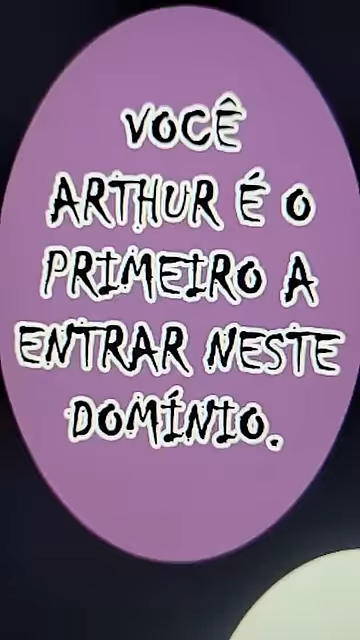 VOCÊ
ARTHUR É O
PRIMEIRO A
ENTRAR NESTE
DOMÍNIO.